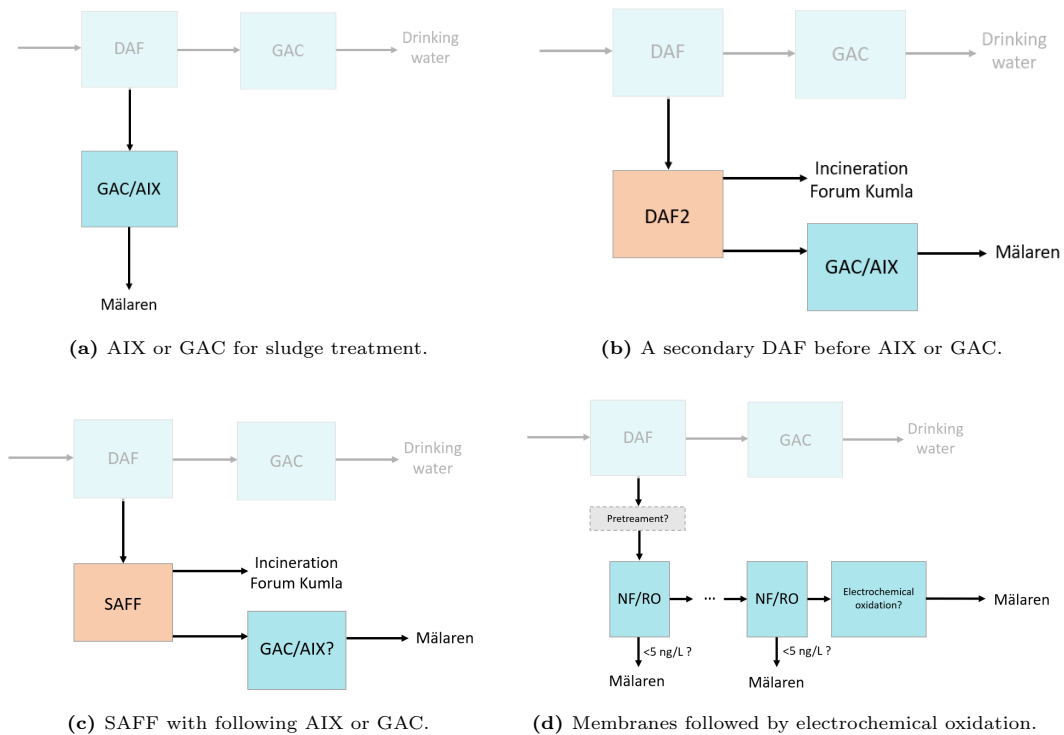 DAF
GAC
Drinking
water
GAC/AIX
Mälaren
(a) AIX or GAC for sludge treatment.
DAF
GAC
Drinking
water
DAF2
Incineration
Forum Kumla
GAC/AIX
Mälaren
(b) A secondary DAF before AIX or GAC.
DAF
GAC
Drinking
water
SAFF
Incineration
Forum Kumla
GAC/AIX?
Mälaren
(c) SAFF with following AIX or GAC.
DAF
GAC
Drinking
water
Pretreament?
NF/RO
...
NF/RO
Electrochemical
oxidation?
Mälaren
<5 ng/L ?
<5 ng/L ?
Mälaren
Mälaren
(d) Membranes followed by electrochemical oxidation.